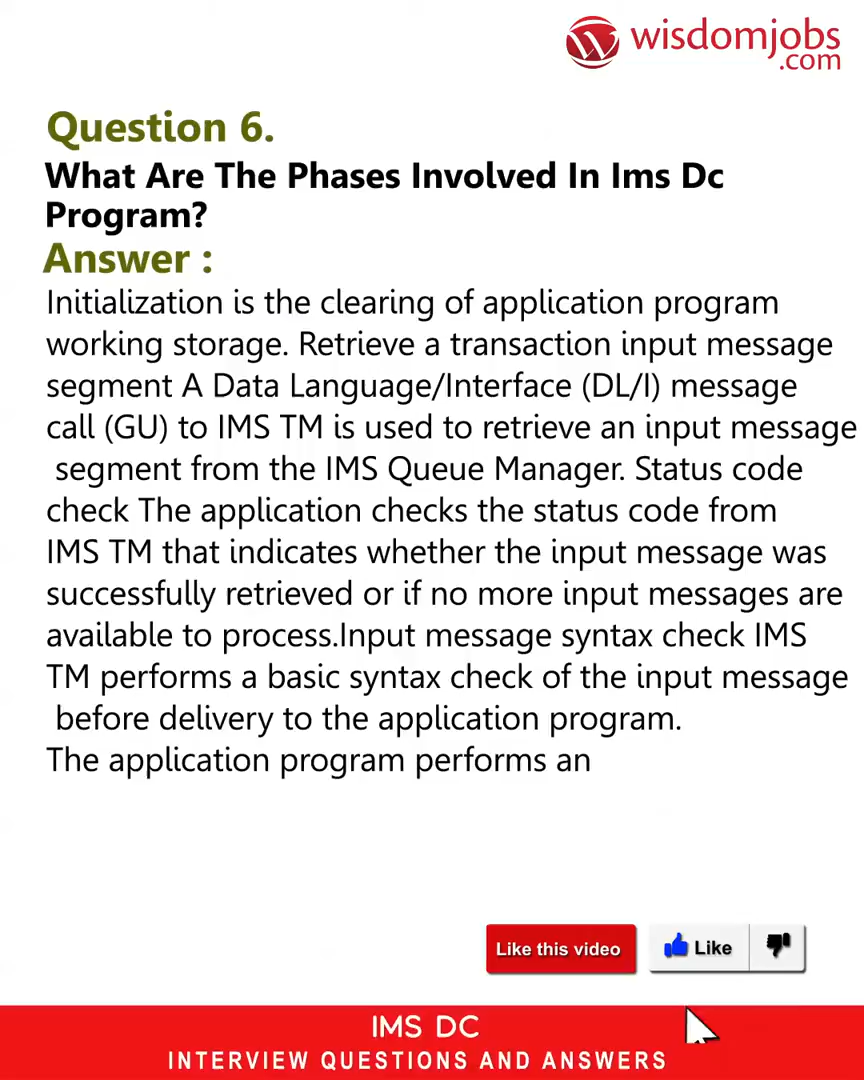 wisdomjobs
.com
Question 6.
What Are The Phases Involved In Ims Dc
Program?
Answer :
Initialization is the clearing of application program
working storage. Retrieve a transaction input message
segment A Data Language/Interface (DL/I) message
call (GU) to IMS TM is used to retrieve an input message
segment from the IMS Queue Manager. Status code
check The application checks the status code from
IMS TM that indicates whether the input message was
successfully retrieved or if no more input messages are
available to process.Input message syntax check IMS
TM performs a basic syntax check of the input message
before delivery to the application program.
The application program performs an
Like this video
Like
IMS DC
INTERVIEW QUESTIONS AND ANSWERS